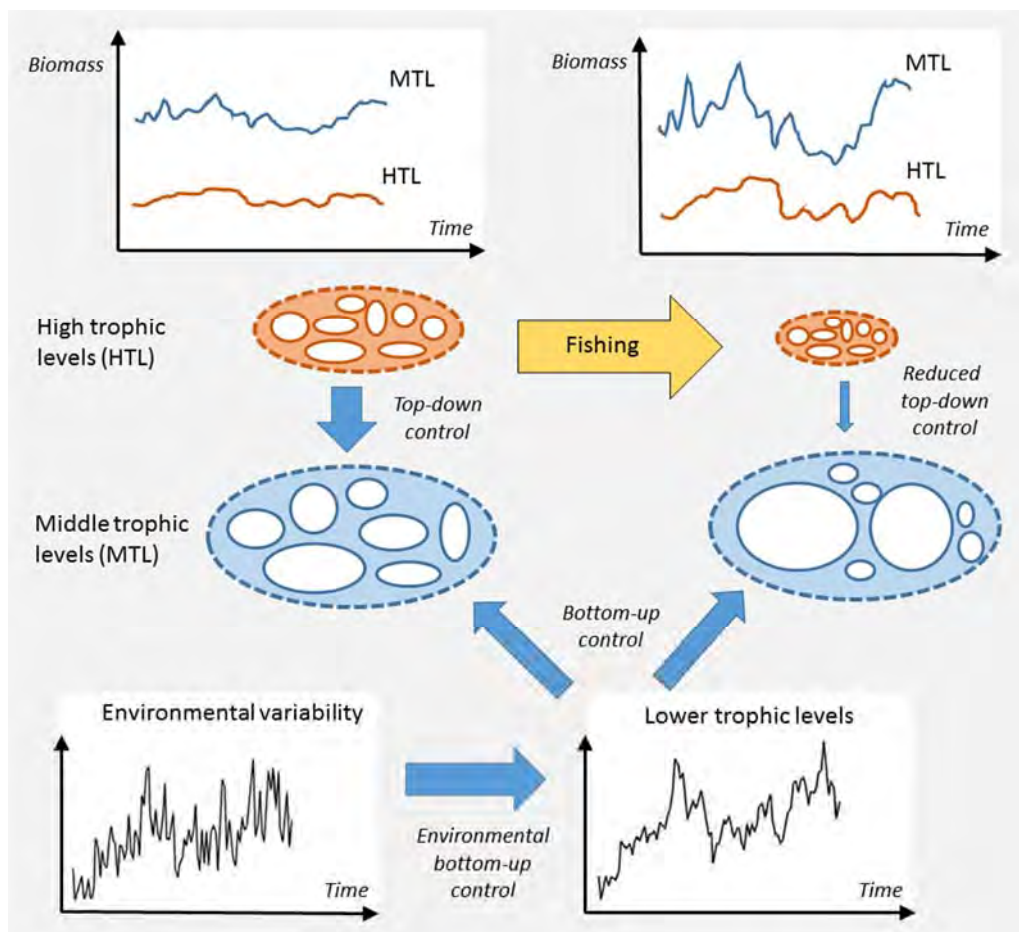 Biomass
MTL
HTL
Time
Biomass
MTL
HTL
Time
High trophic
levels (HTL)
Fishing
Top-down
control
Reduced
top-down
control
Middle trophic
levels (MTL)
Bottom-up
control
Environmental variability
Time
Environmental
bottom-up
control
Lower trophic levels
Time